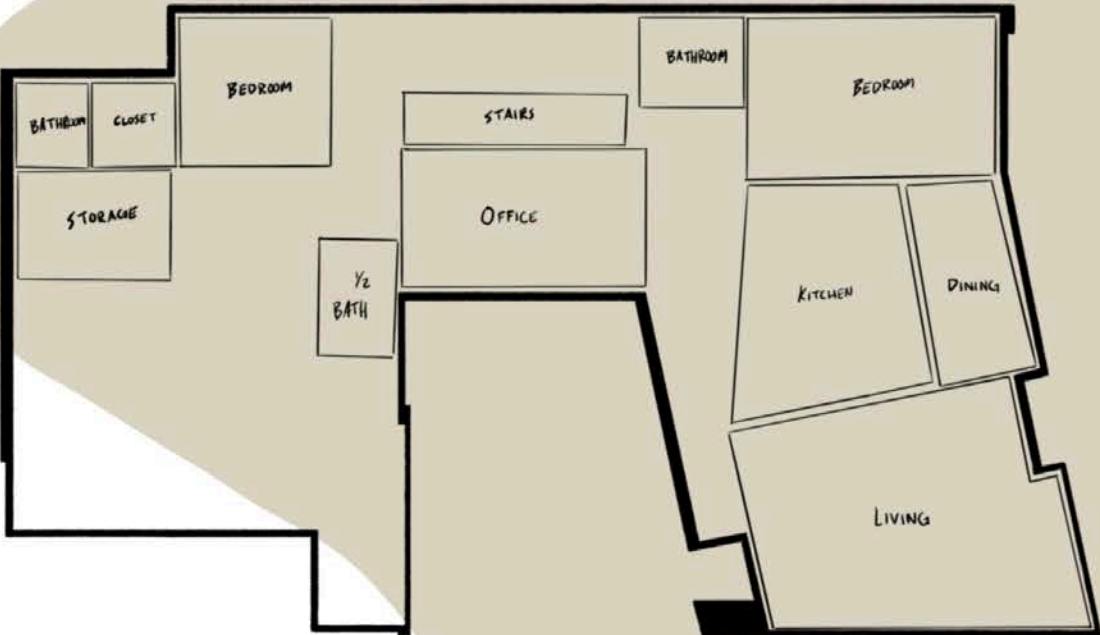 BATHROOM
BEDROOM
BEDROOM
STAIRS
BATHROOM
CLOSET
STORAGE
OFFICE
1/2
BATH
KITCHEN
DINING
LIVING